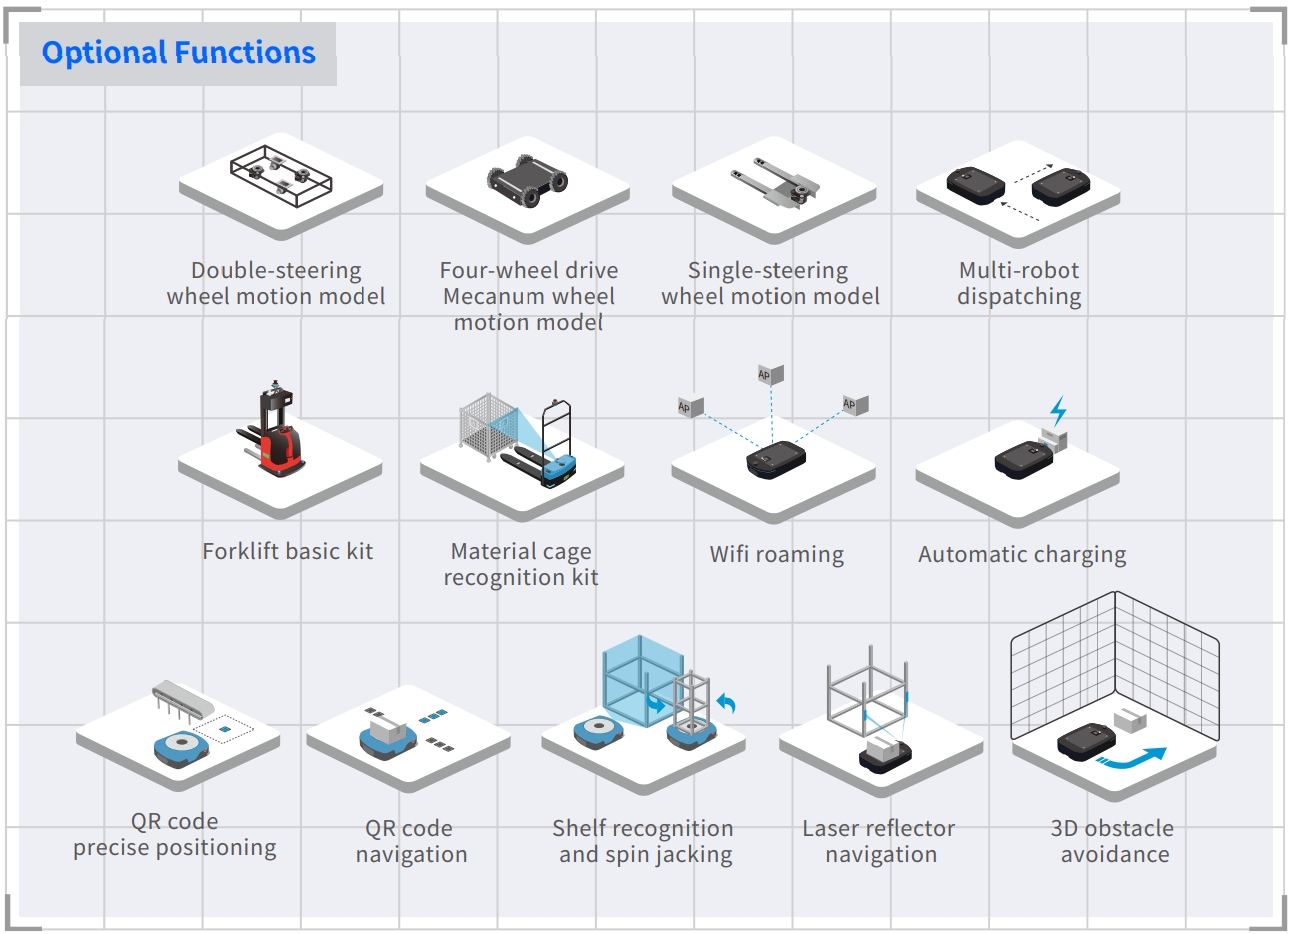 Optional Functions
Double-steering
wheel motion model
Four-wheel drive
Mecanum wheel
motion model
Single-steering
wheel motion model
Multi-robot
dispatching
AP
AP
AP
Forklift basic kit
Material cage
recognition kit
Wifi roaming
Automatic charging
QR code
precise positioning
QR code
navigation
Shelf recognition
and spin jacking
Laser reflector
navigation
3D obstacle
avoidance